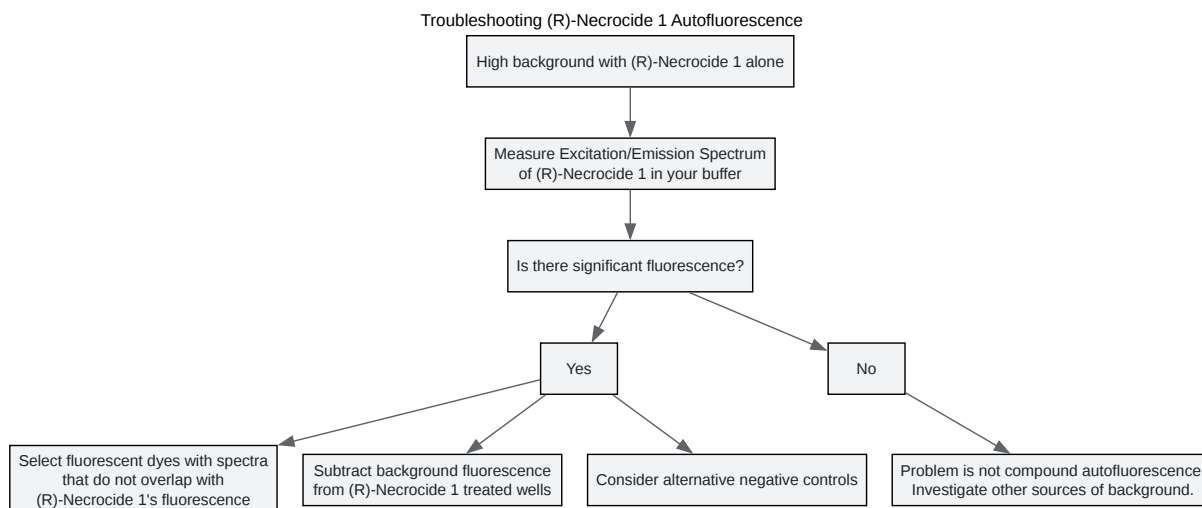 Troubleshooting (R)-Necrocide 1 Autofluorescence
High background with (R)-Necrocide 1 alone
Measure Excitation/Emission Spectrum
of (R)-Necrocide 1 in your buffer
Is there significant fluorescence?
Yes
No
Select fluorescent dyes with spectra
that do not overlap with
(R)-Necrocide 1's fluorescence
Subtract background fluorescence
from (R)-Necrocide 1 treated wells
Consider alternative negative controls
Problem is not compound autofluorescence
Investigate other sources of background.